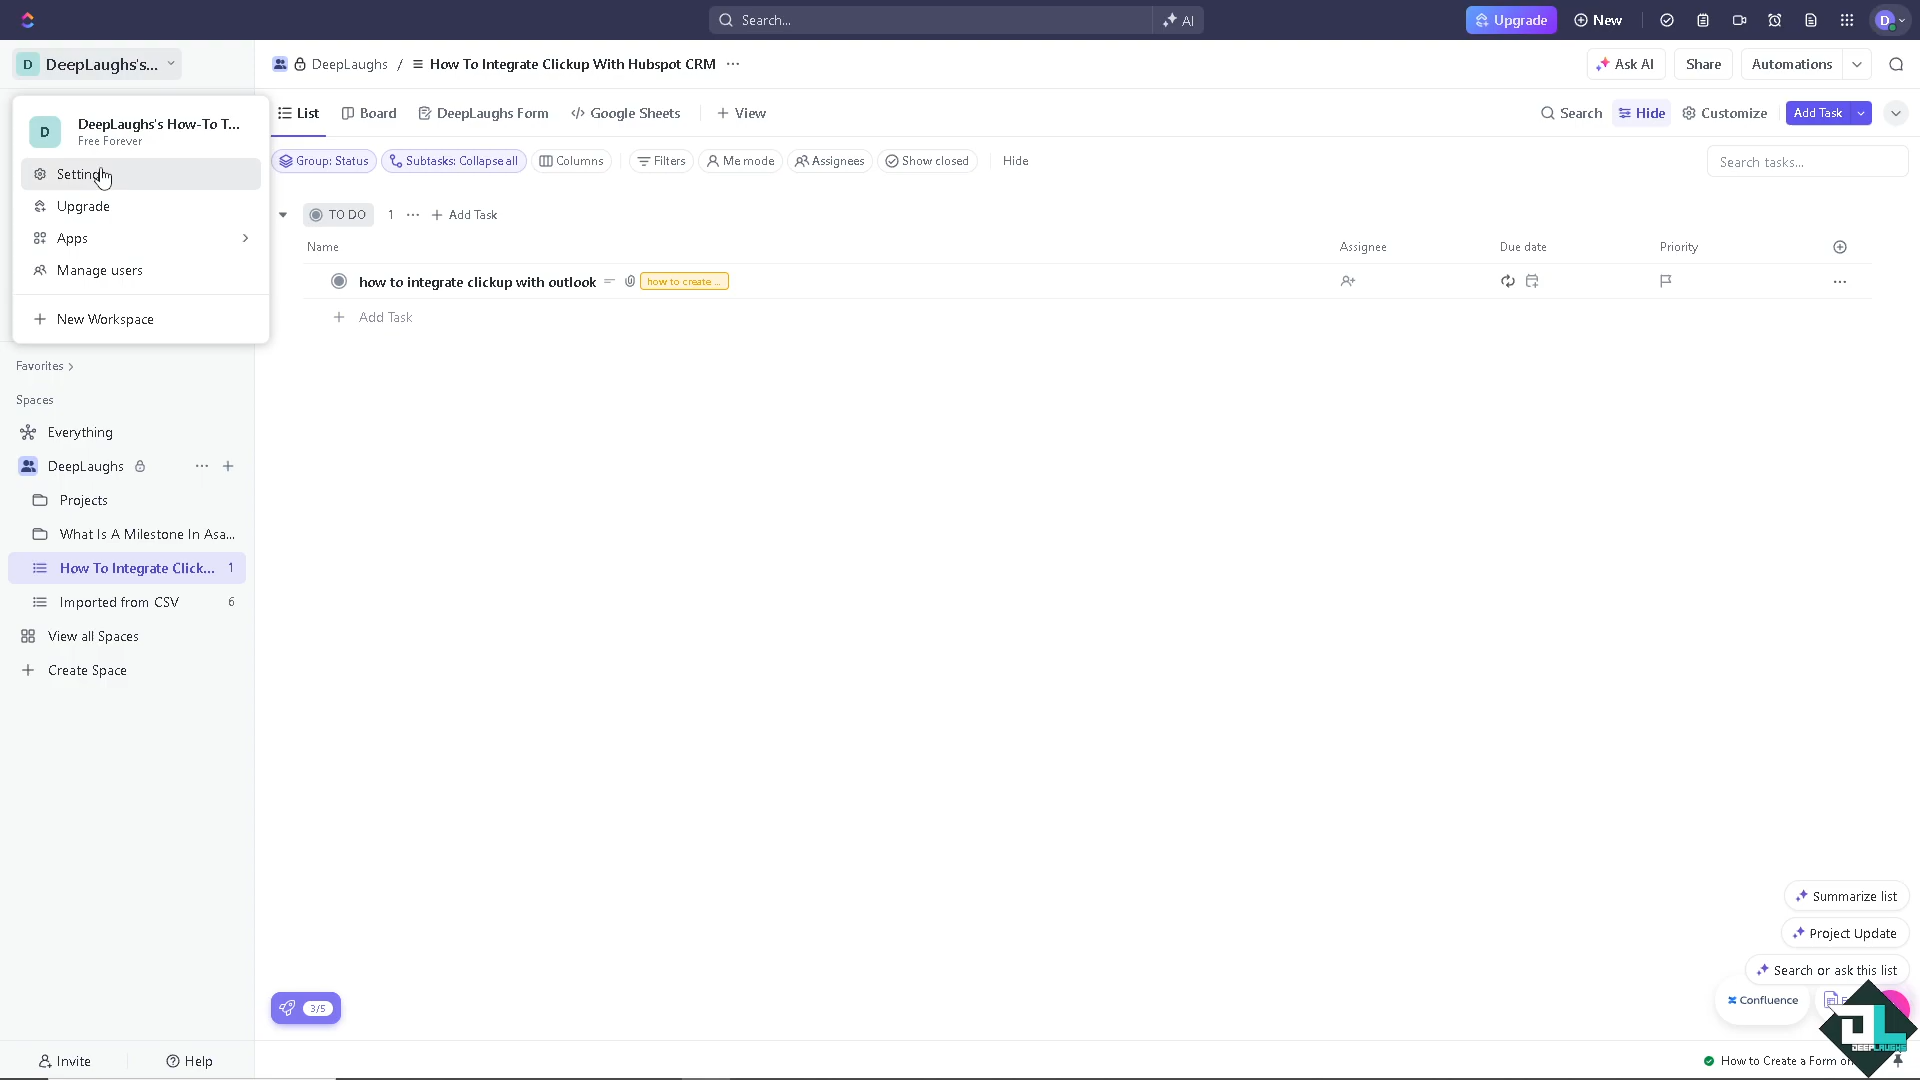 Search...
AI
Upgrade
New
D
D
DeepLaughs's...
DeepLaughs
/
How To Integrate Clickup With Hubspot CRM
Ask AI
Share
Automations
D
DeepLaughs's How-To T...
Free Forever
Settings
Upgrade
Apps
Manage users
New Workspace
List
Board
DeepLaughs Form
Google Sheets
View
Search
Hide
Customize
Add Task
Group: Status
Subtasks: Collapse all
Columns
Filters
Me mode
Assignees
Show closed
Hide
Search tasks...
TO DO
1
Add Task
Name
Assignee
Due date
Priority
how to integrate clickup with outlook
how to create ...
Add Task
Favorites
Spaces
Everything
DeepLaughs
Projects
What Is A Milestone In Asa...
How To Integrate Click...
1
Imported from CSV
6
View all Spaces
Create Space
Summarize list
Project Update
Search or ask this list
Confluence
3/5
DEEPLAUGHS
Invite
Help
How to Create a Form on